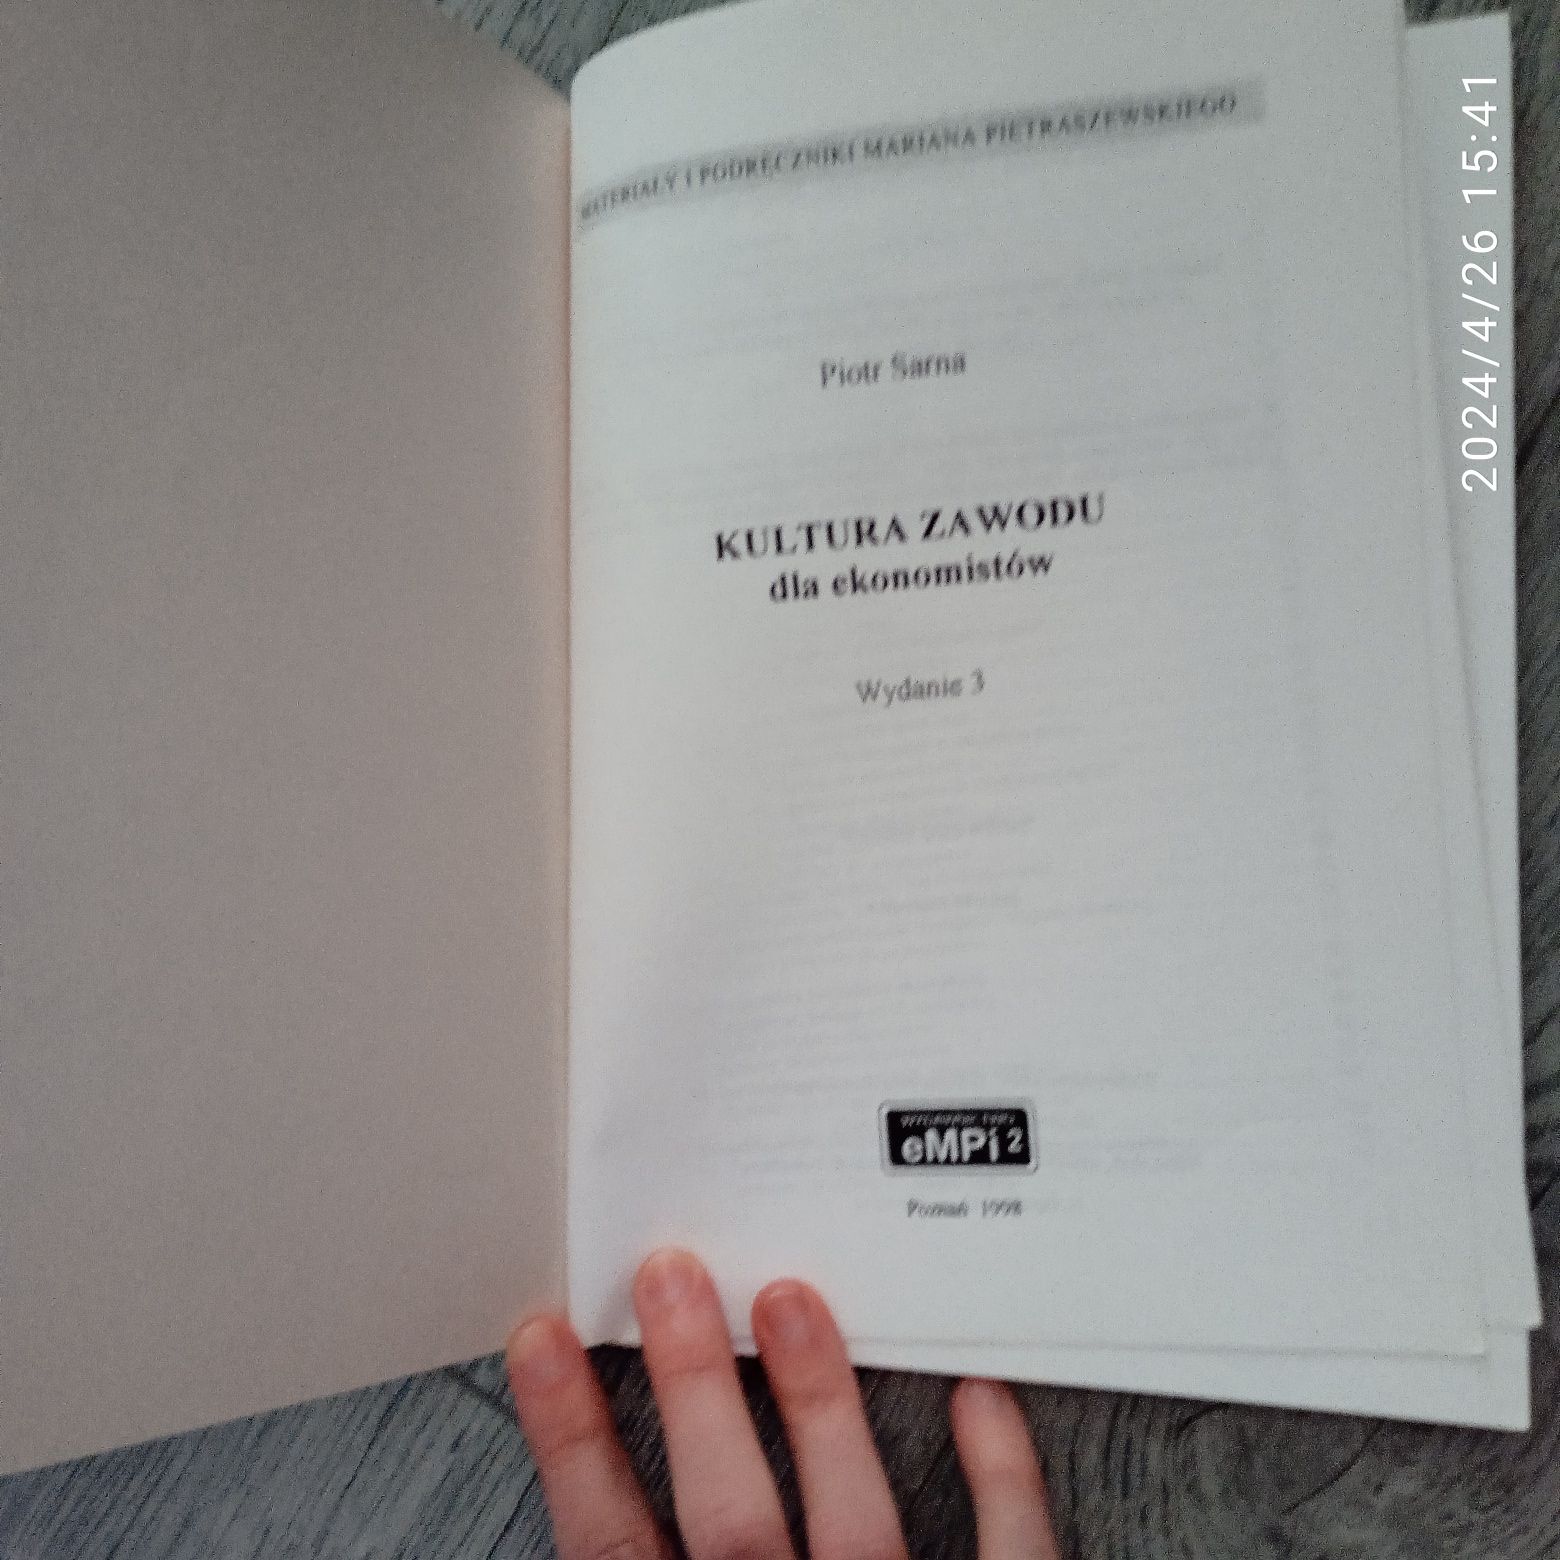 MATERIAŁY I PODRĘCZNIKI MARIANA PIETRASZEWSKIEGO
Piotr Sarna
KULTURA ZAWODU
dla ekonomistów
Wydanie 3
eMPi2
Poznań 1998
2024/4/26 15:41